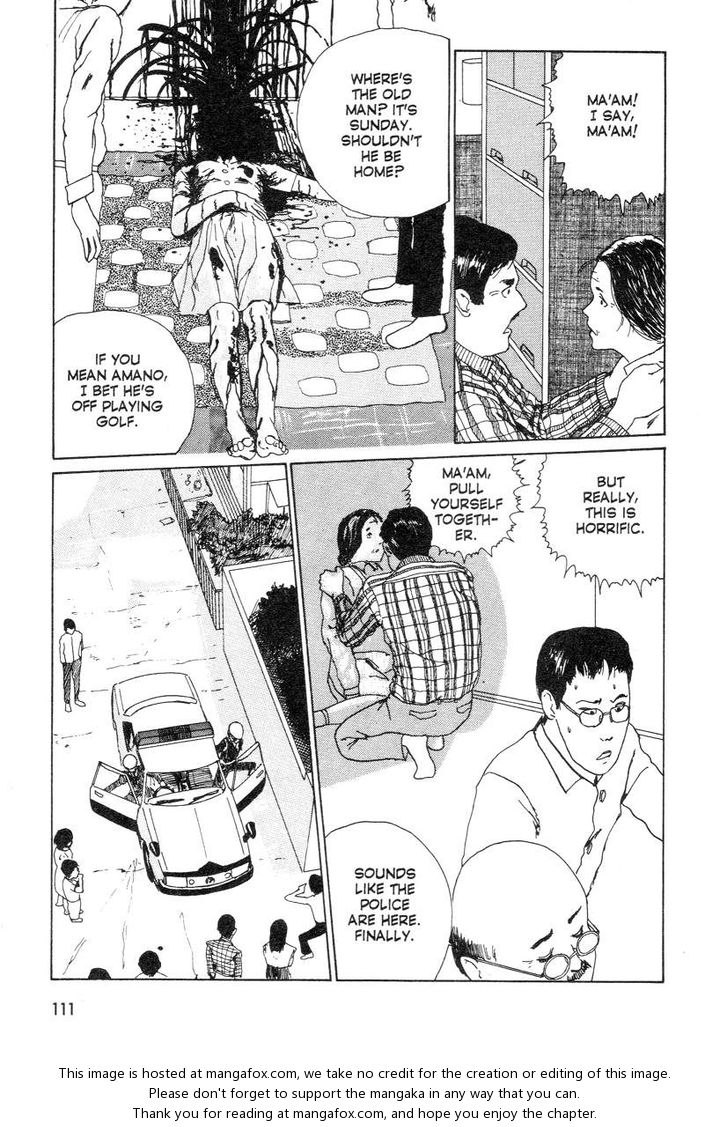 WHERE'S
THE OLD
MAN? IT'S
SUNDAY.
SHOULDN'T
HE BE
HOME?
MA'AM!
I SAY,
MA'AM!
IF YOU
MEAN AMANO,
I BET HE'S
OFF PLAYING
GOLF.
MA'AM,
PULL
YOURSELF
TOGETH-
ER.
BUT
REALLY,
THIS IS
HORRIFIC.
SOUNDS
LIKE THE
POLICE
ARE HERE.
FINALLY.
111
This image is hosted at mangafox.com, we take no credit for the creation or editing of this image.
Please don't forget to support the mangaka in any way that you can.
Thank you for reading at mangafox.com, and hope you enjoy the chapter.